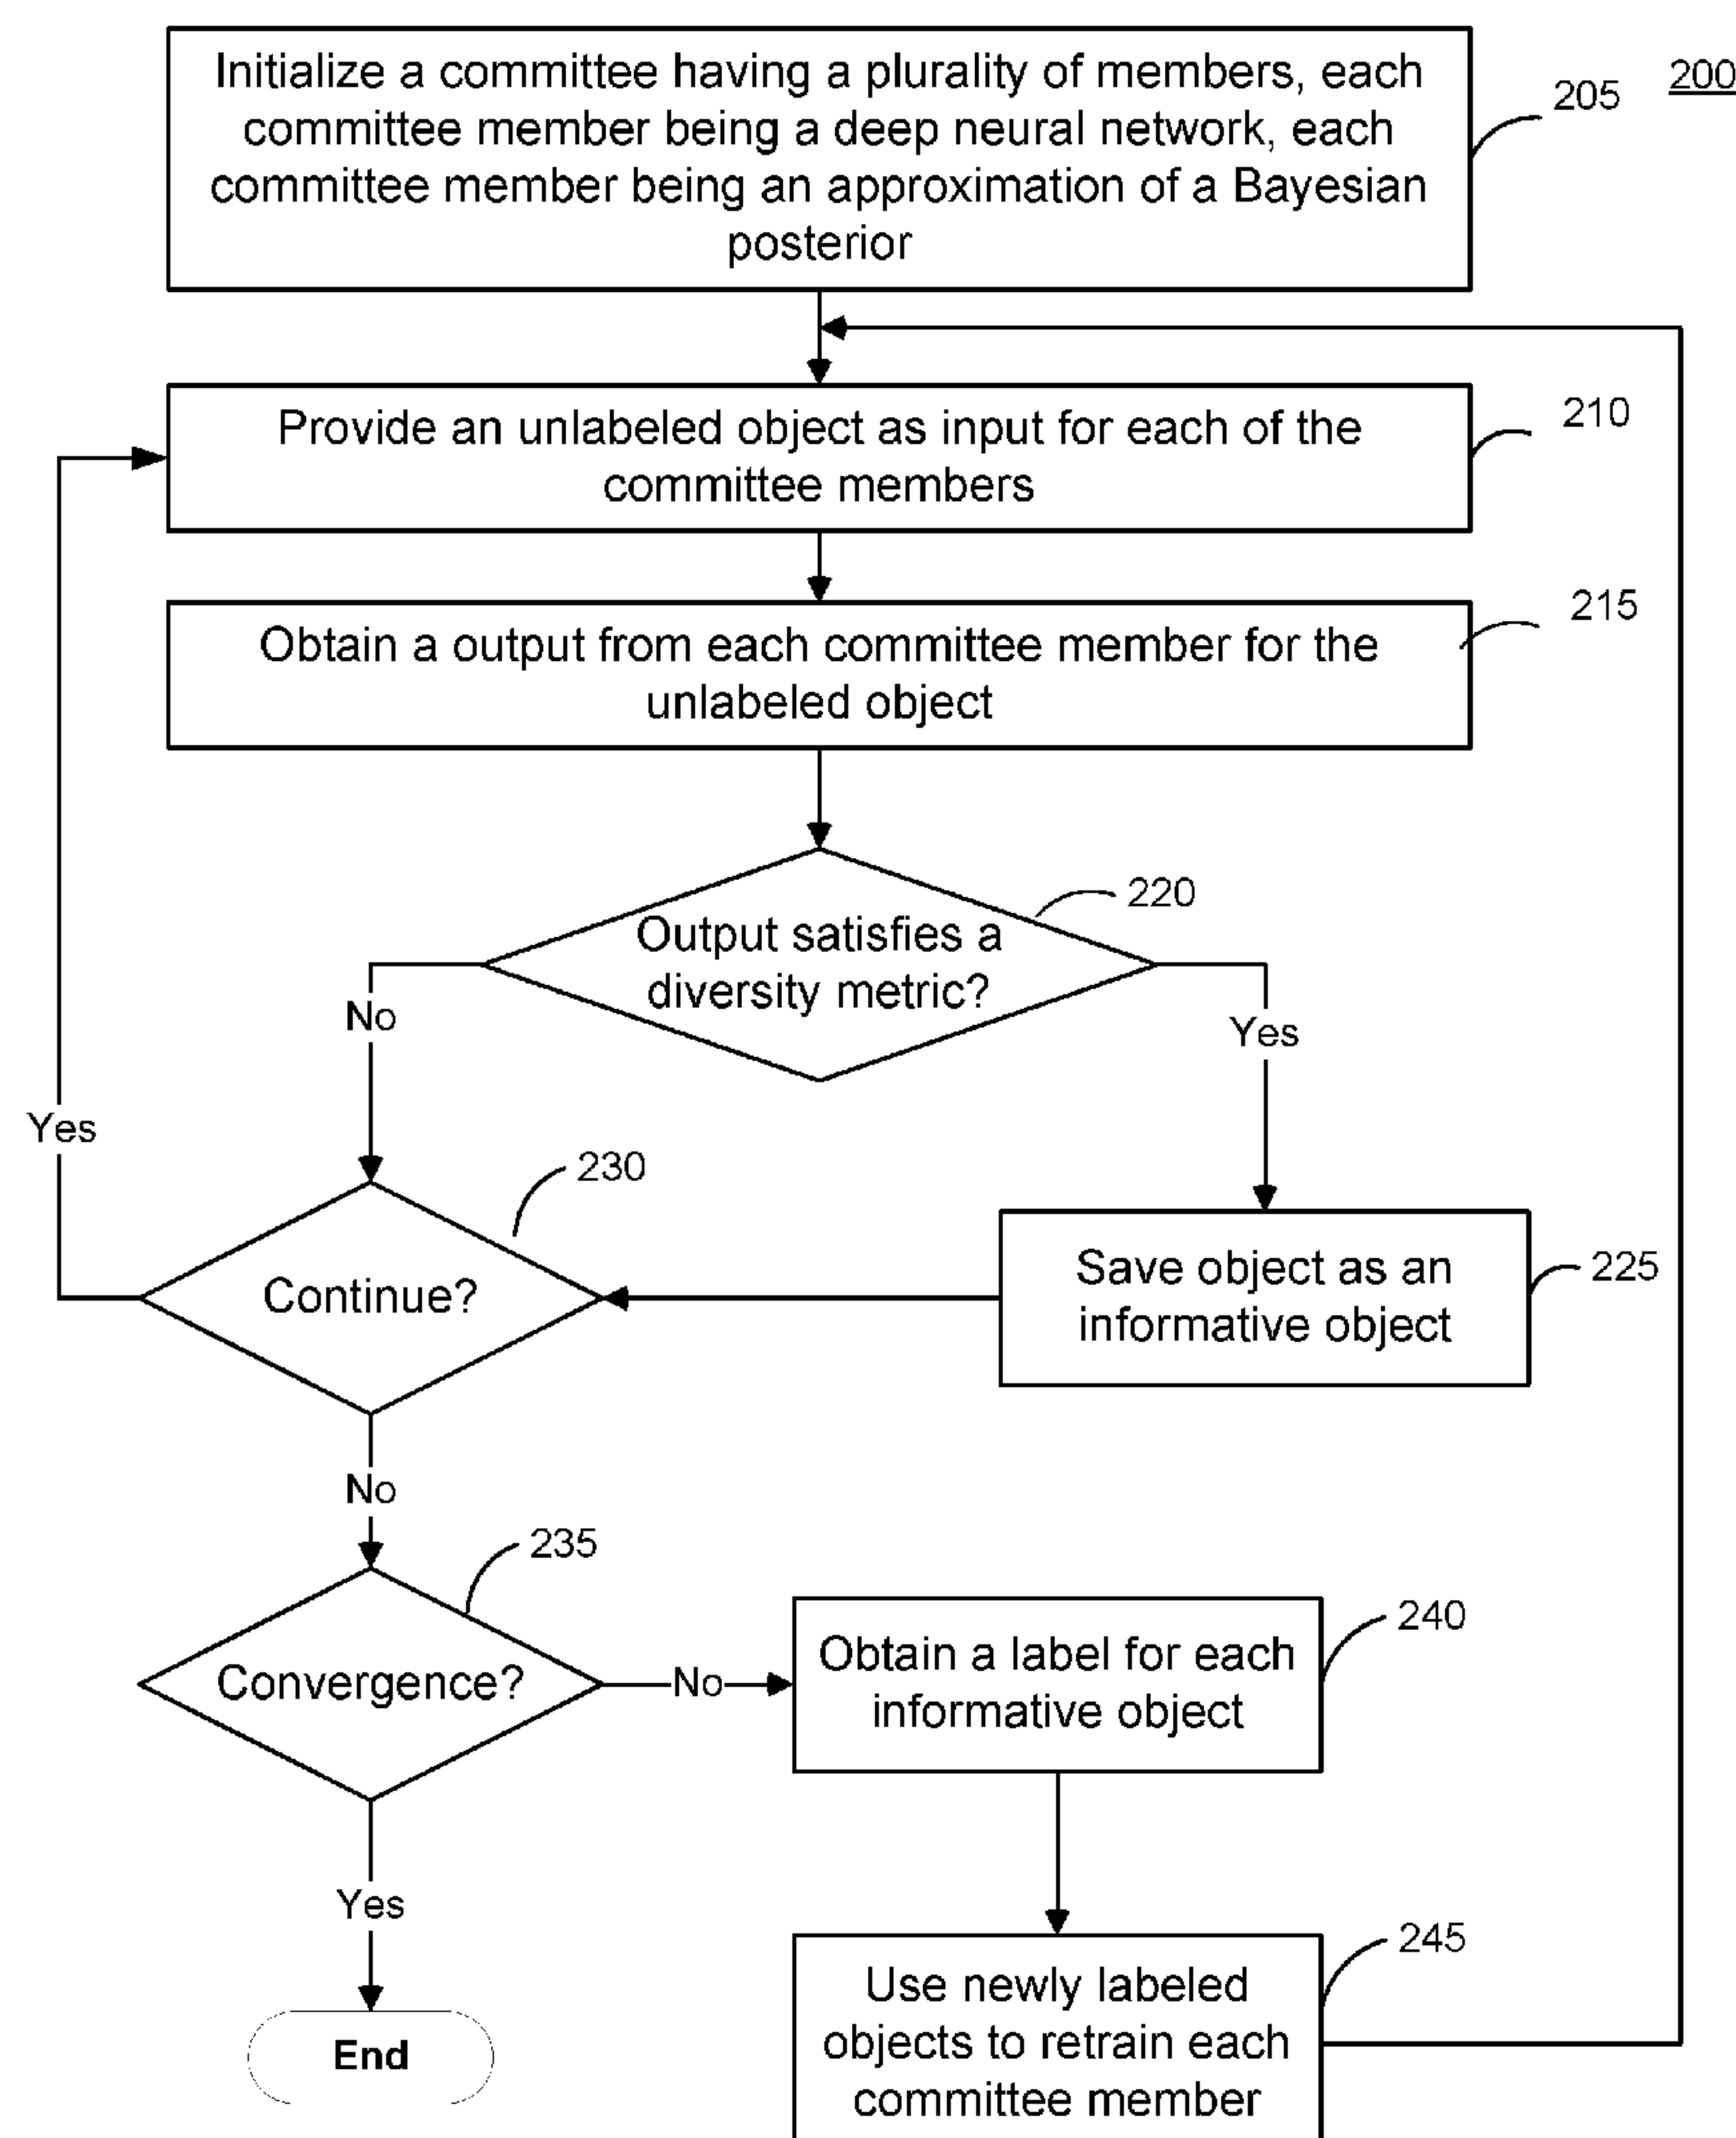 200
Initialize a committee having a plurality of members, each
committee member being a deep neural network, each
committee member being an approximation of a Bayesian
posterior
205
Provide an unlabeled object as input for each of the
committee members
210
Obtain a output from each committee member for the
unlabeled object
215
Output satisfies a
diversity metric?
220
No
Yes
Yes
230
Continue?
Save object as an
informative object
225
No
235
Convergence?
No
Obtain a label for each
informative object
240
Yes
End
Use newly labeled
objects to retrain each
committee member
245